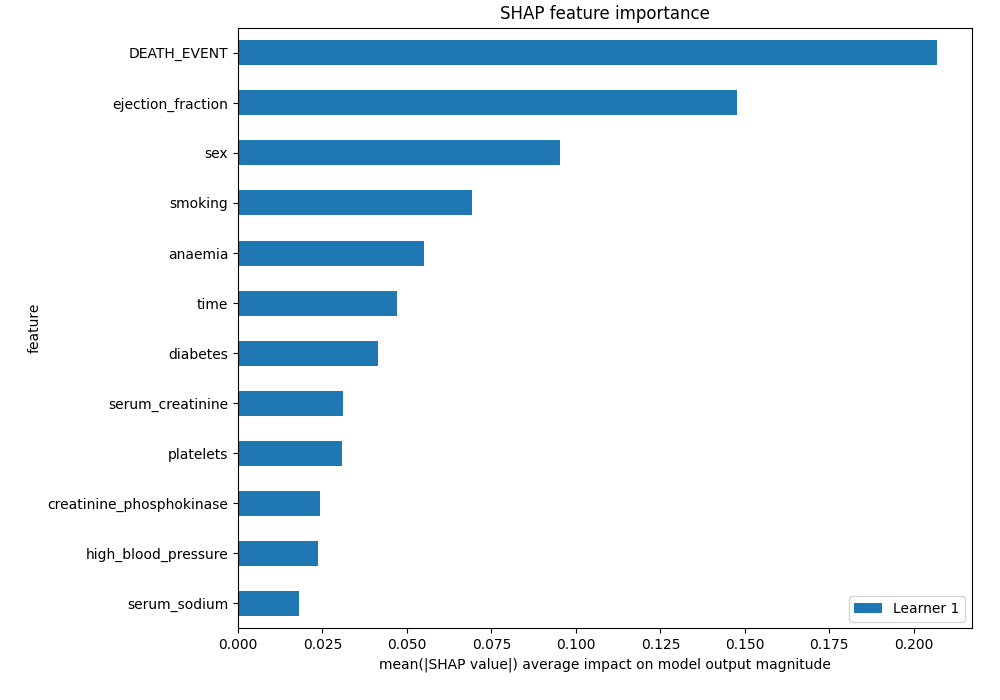 SHAP feature importance
DEATH_EVENT
ejection_fraction
sex
smoking
anaemia
time
diabetes
serum_creatinine
platelets
creatinine_phosphokinase
high_blood_pressure
serum_sodium
feature
Learner 1
0.000 0.025 0.050 0.075 0.100 0.125 0.150 0.175 0.200
mean(|SHAP value|) average impact on model output magnitude